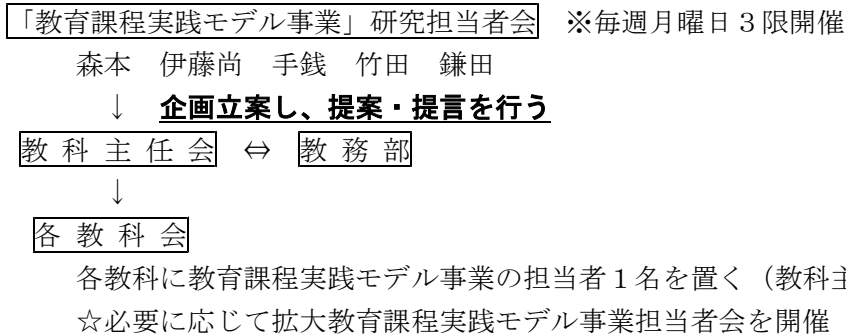 「教育課程実践モデル事業」研究担当者会　※毎週月曜日３限開催
森本　伊藤尚　手銭　竹田　鎌田
↓　企画立案し、提案・提言を行う
教 科 主 任 会　⇔　教 務 部
↓
各 教 科 会
各教科に教育課程実践モデル事業の担当者１名を置く（教科主
☆必要に応じて拡大教育課程実践モデル事業担当者会を開催